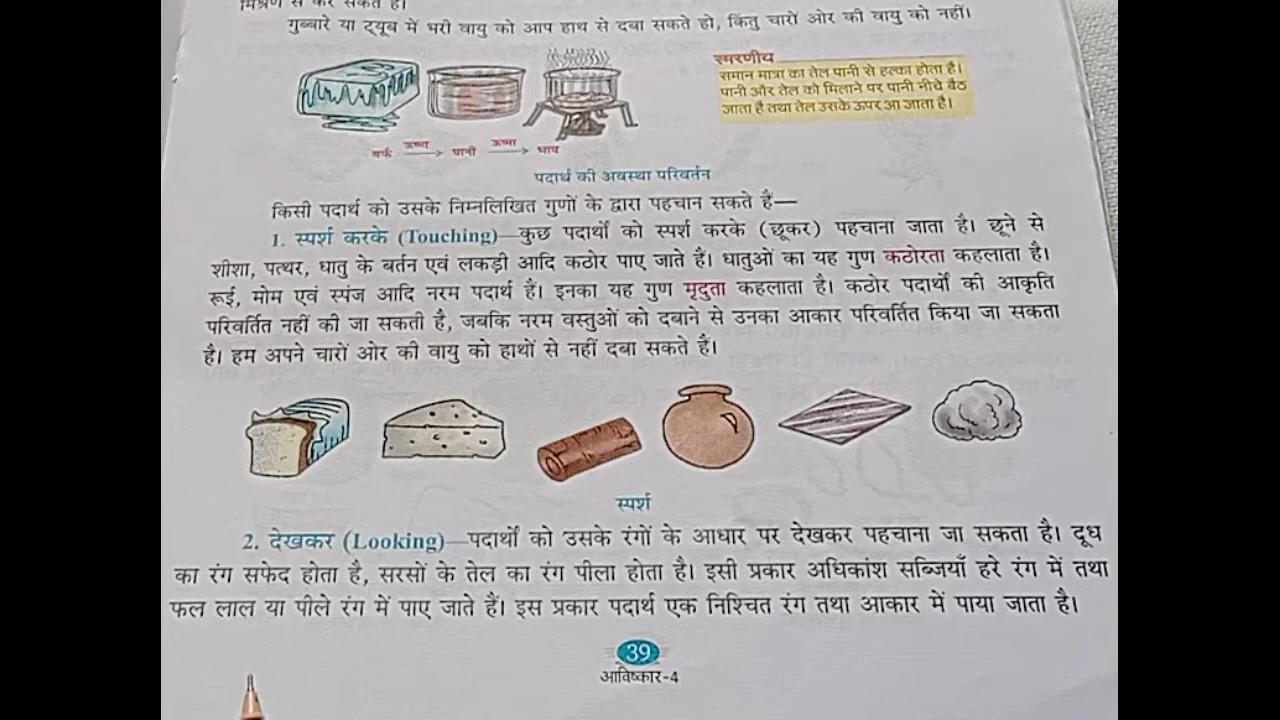 मिश्रण से कर सकते हैं।
गुब्बारे या ट्यूब में भरी वायु को आप हाथ से दबा सकते हो, किंतु चारों ओर की वायु को नहीं।
स्मरणीय
समान मात्रा का तेल पानी से हल्का होता है।
पानी और तेल को मिलाने पर पानी नीचे बैठ
जाता है तथा तेल उसके ऊपर आ जाता है।
बर्फ ऊष्मा पानी ऊष्मा भाप
पदार्थ की अवस्था परिवर्तन
किसी पदार्थ को उसके निम्नलिखित गुणों के द्वारा पहचान सकते हैं—
1. स्पर्श करके (Touching)—कुछ पदार्थों को स्पर्श करके (छूकर) पहचाना जाता है। छूने से
शीशा, पत्थर, धातु के बर्तन एवं लकड़ी आदि कठोर पाए जाते हैं। धातुओं का यह गुण कठोरता कहलाता है।
रूई, मोम एवं स्पंज आदि नरम पदार्थ हैं। इनका यह गुण मृदुता कहलाता है। कठोर पदार्थों की आकृति
परिवर्तित नहीं की जा सकती है, जबकि नरम वस्तुओं को दबाने से उनका आकार परिवर्तित किया जा सकता
है। हम अपने चारों ओर की वायु को हाथों से नहीं दबा सकते हैं।
स्पर्श
2. देखकर (Looking)—पदार्थों को उसके रंगों के आधार पर देखकर पहचाना जा सकता है। दूध
का रंग सफेद होता है, सरसों के तेल का रंग पीला होता है। इसी प्रकार अधिकांश सब्जियाँ हरे रंग में तथा
फल लाल या पीले रंग में पाए जाते हैं। इस प्रकार पदार्थ एक निश्चित रंग तथा आकार में पाया जाता है।
39
आविष्कार-4